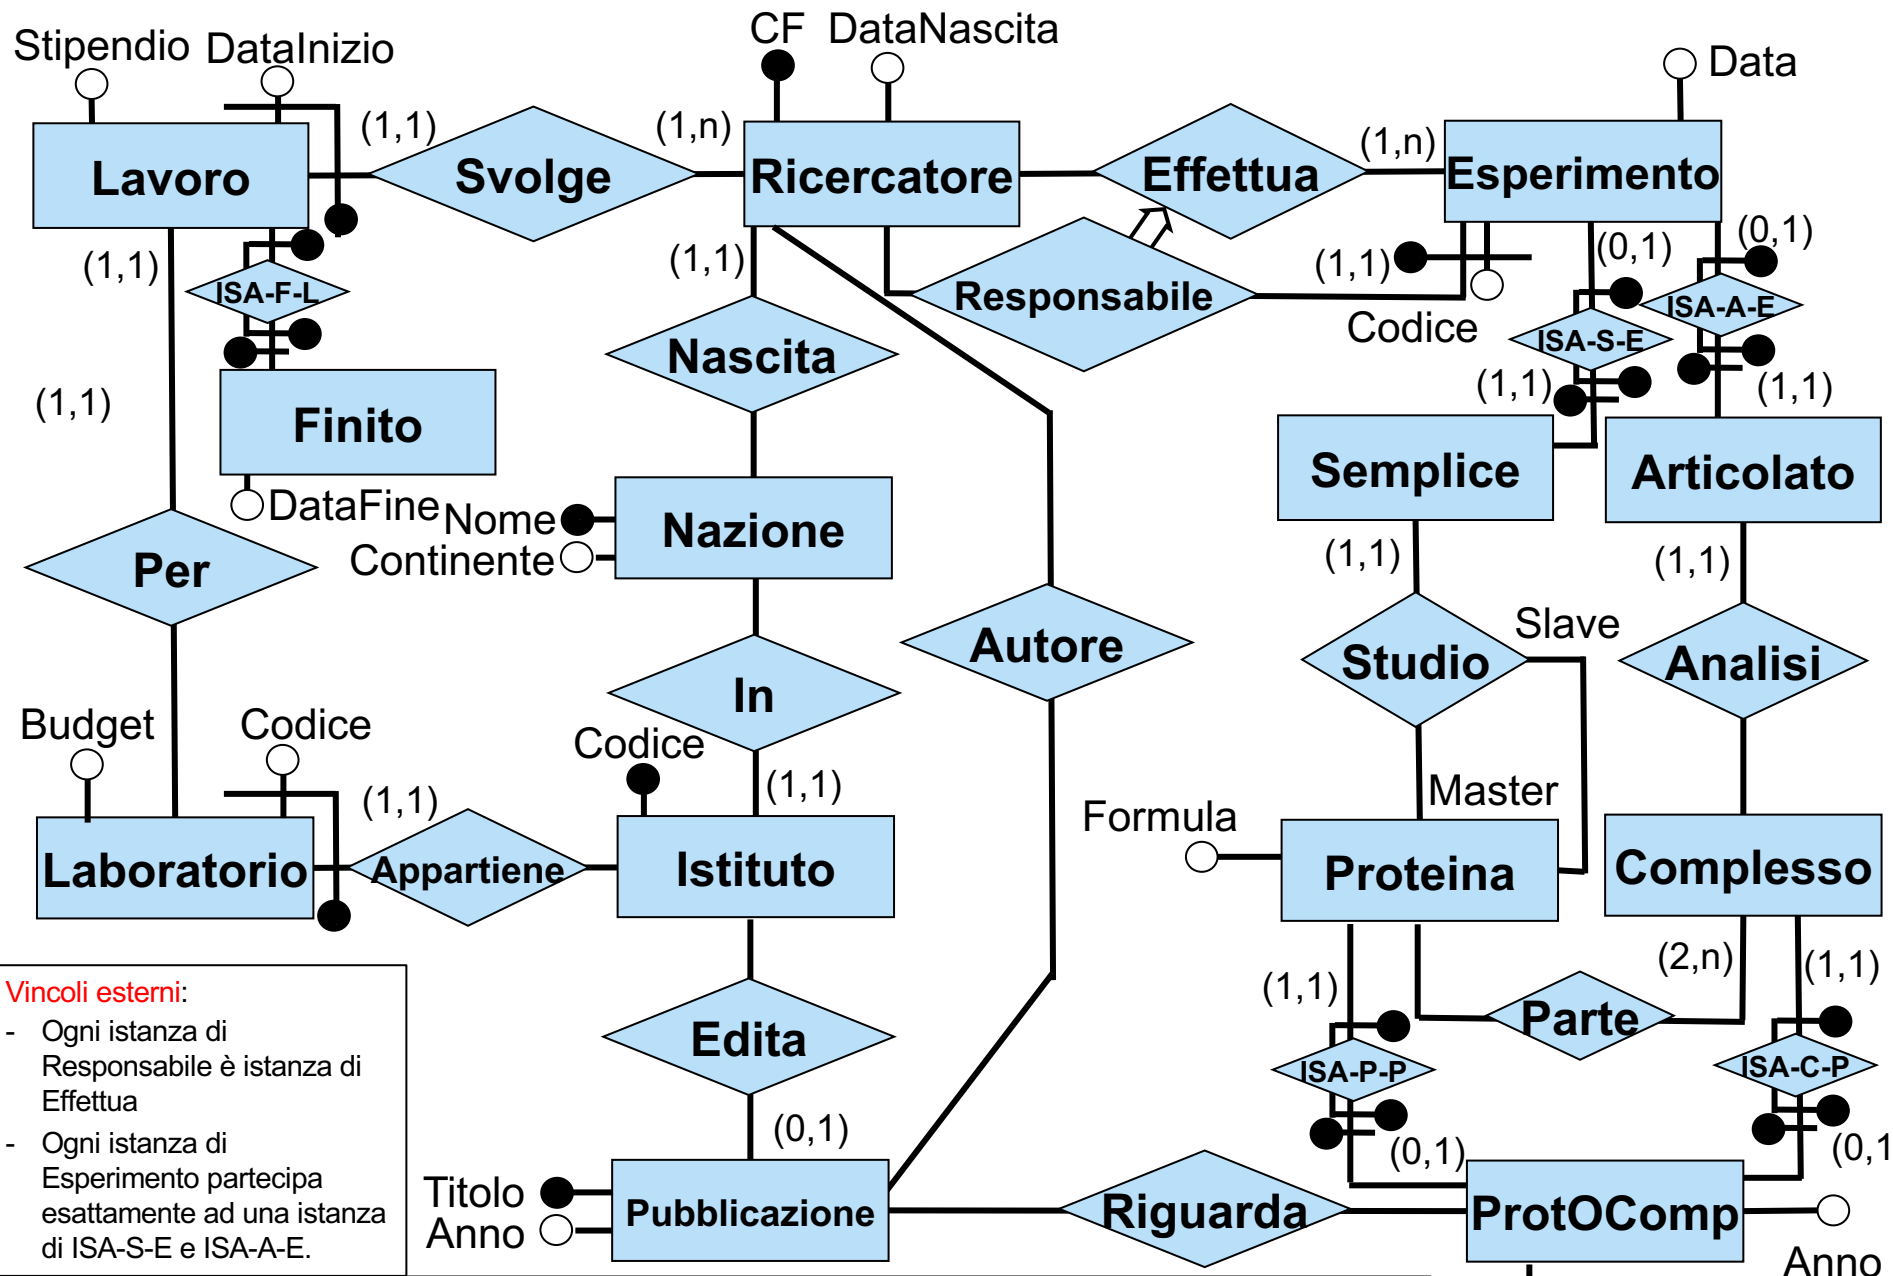 Stipendio
DataInizio
CF
DataNascita
Data
(1,1)
(1,n)
(1,n)
Lavoro
Svolge
Ricercatore
Effettua
Esperimento
(1,1)
(1,1)
(1,1)
(0,1)
(0,1)
ISA-F-L
Responsabile
ISA-A-E
Codice
ISA-S-E
Nascita
(1,1)
(1,1)
(1,1)
Finito
Semplice
Articolato
DataFine
Nome
Nazione
Continente
(1,1)
(1,1)
Per
Slave
Autore
Studio
Analisi
In
Budget
Codice
Codice
(1,1)
(1,1)
Master
Formula
Laboratorio
Appartiene
Istituto
Proteina
Complesso
(2,n)
(1,1)
(1,1)
Vincoli esterni:
- Ogni istanza di
Responsabile è istanza di
Effettua
- Ogni istanza di
Esperimento partecipa
esattamente ad una istanza
di ISA-S-E e ISA-A-E.
Edita
Parte
ISA-P-P
ISA-C-P
(0,1)
(0,1)
(0,1
Titolo
Anno
Pubblicazione
Riguarda
ProtOComp
Anno